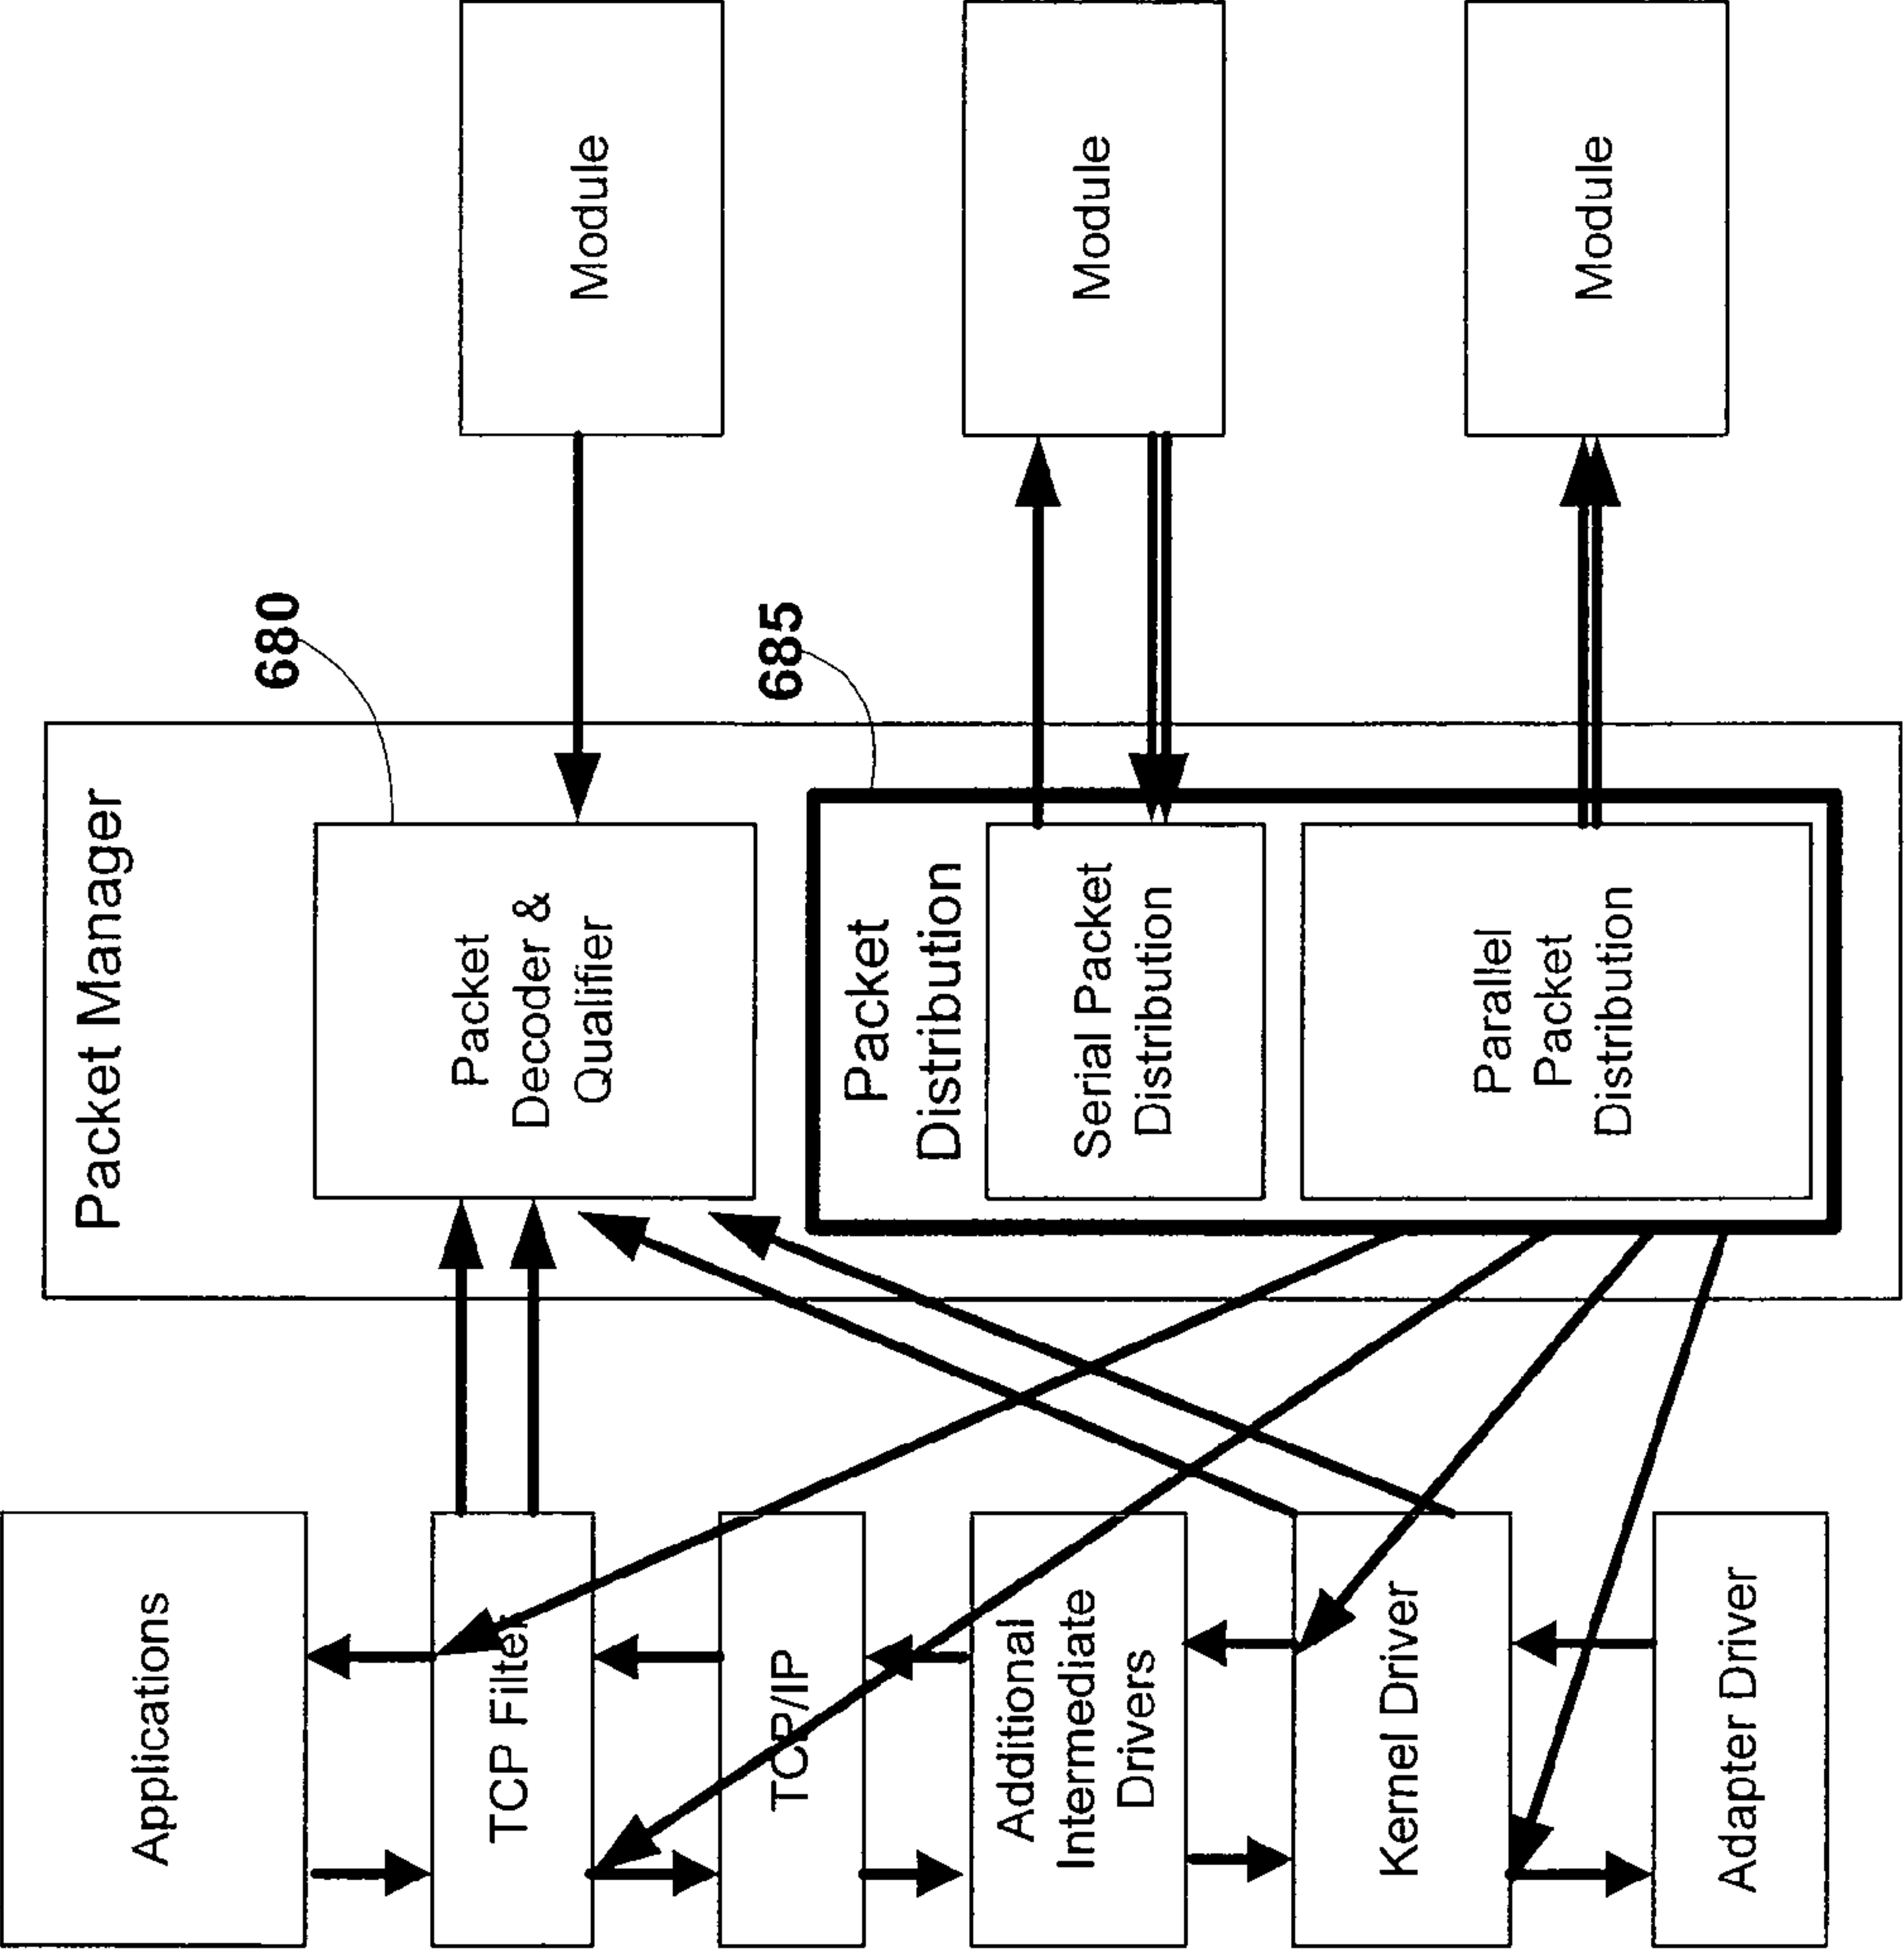 Applications
TCP Filter
TCP/IP
Additional
Intermediate
Drivers
Kernel Driver
Adapter Driver
Packet Manager
Packet
Decoder &
Qualifier
680
Packet
Distribution
685
Serial Packet
Distribution
Parallel
Packet
Distribution
Module
Module
Module